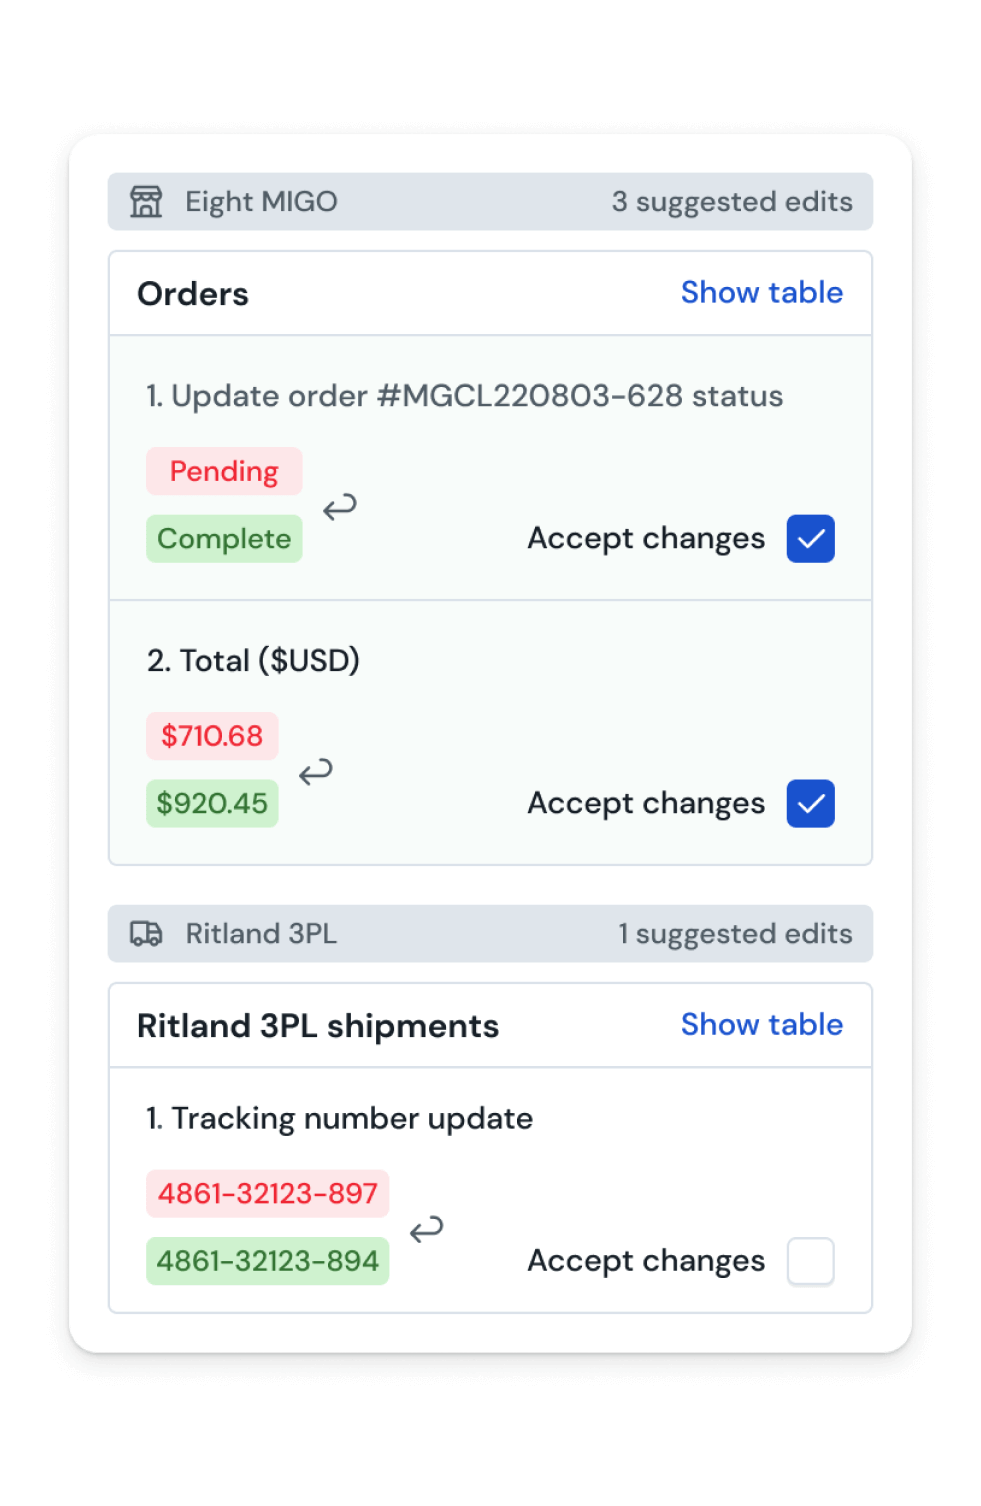 Eight MIGO 3 suggested edits
Orders Show table
1. Update order #MGCL220803-628 status
Pending
Complete Accept changes
2. Total ($USD)
$710.68
$920.45 Accept changes
Ritland 3PL 1 suggested edits
Ritland 3PL shipments Show table
1. Tracking number update
4861-32123-897
4861-32123-894 Accept changes